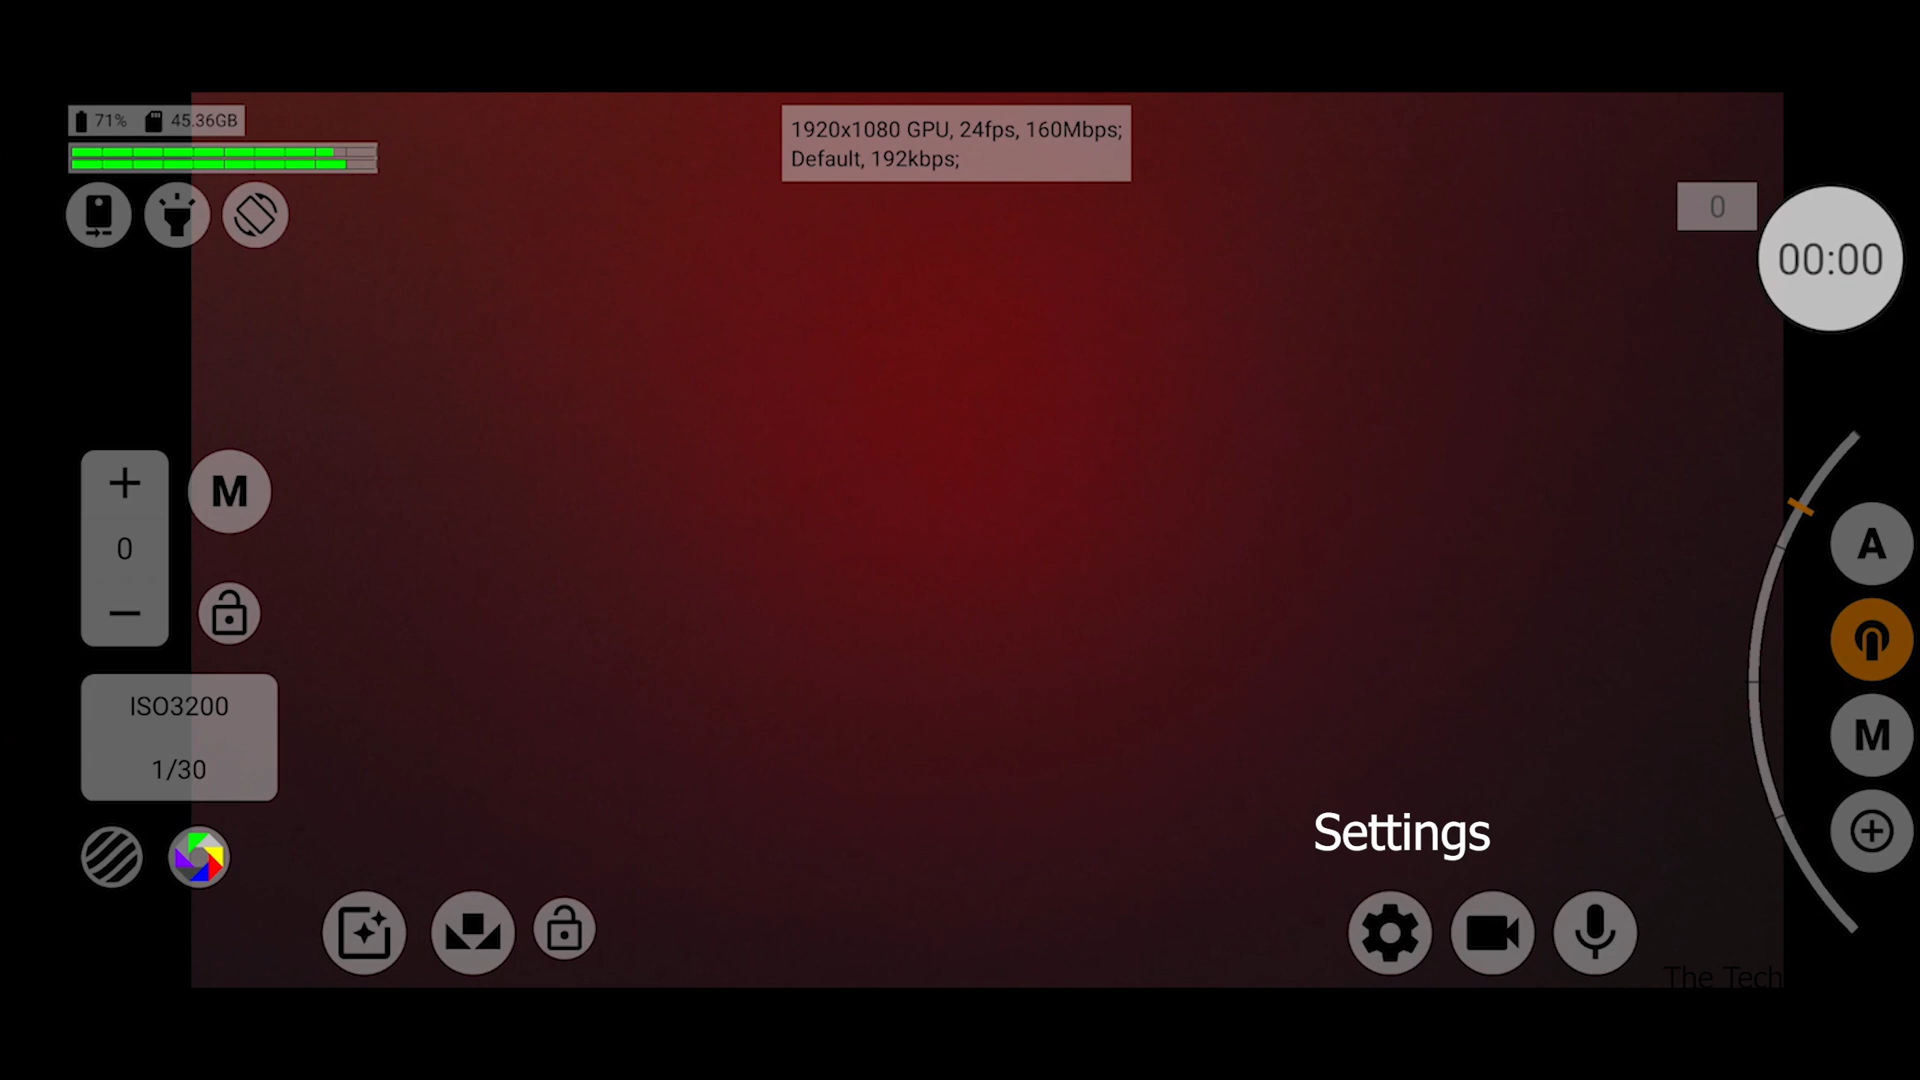 71% 45.36GB
1920x1080 GPU, 24fps, 160Mbps;
Default, 192kbps;
0
00:00
+
M
0
A
−
M
ISO3200
1/30
Settings
The Tech